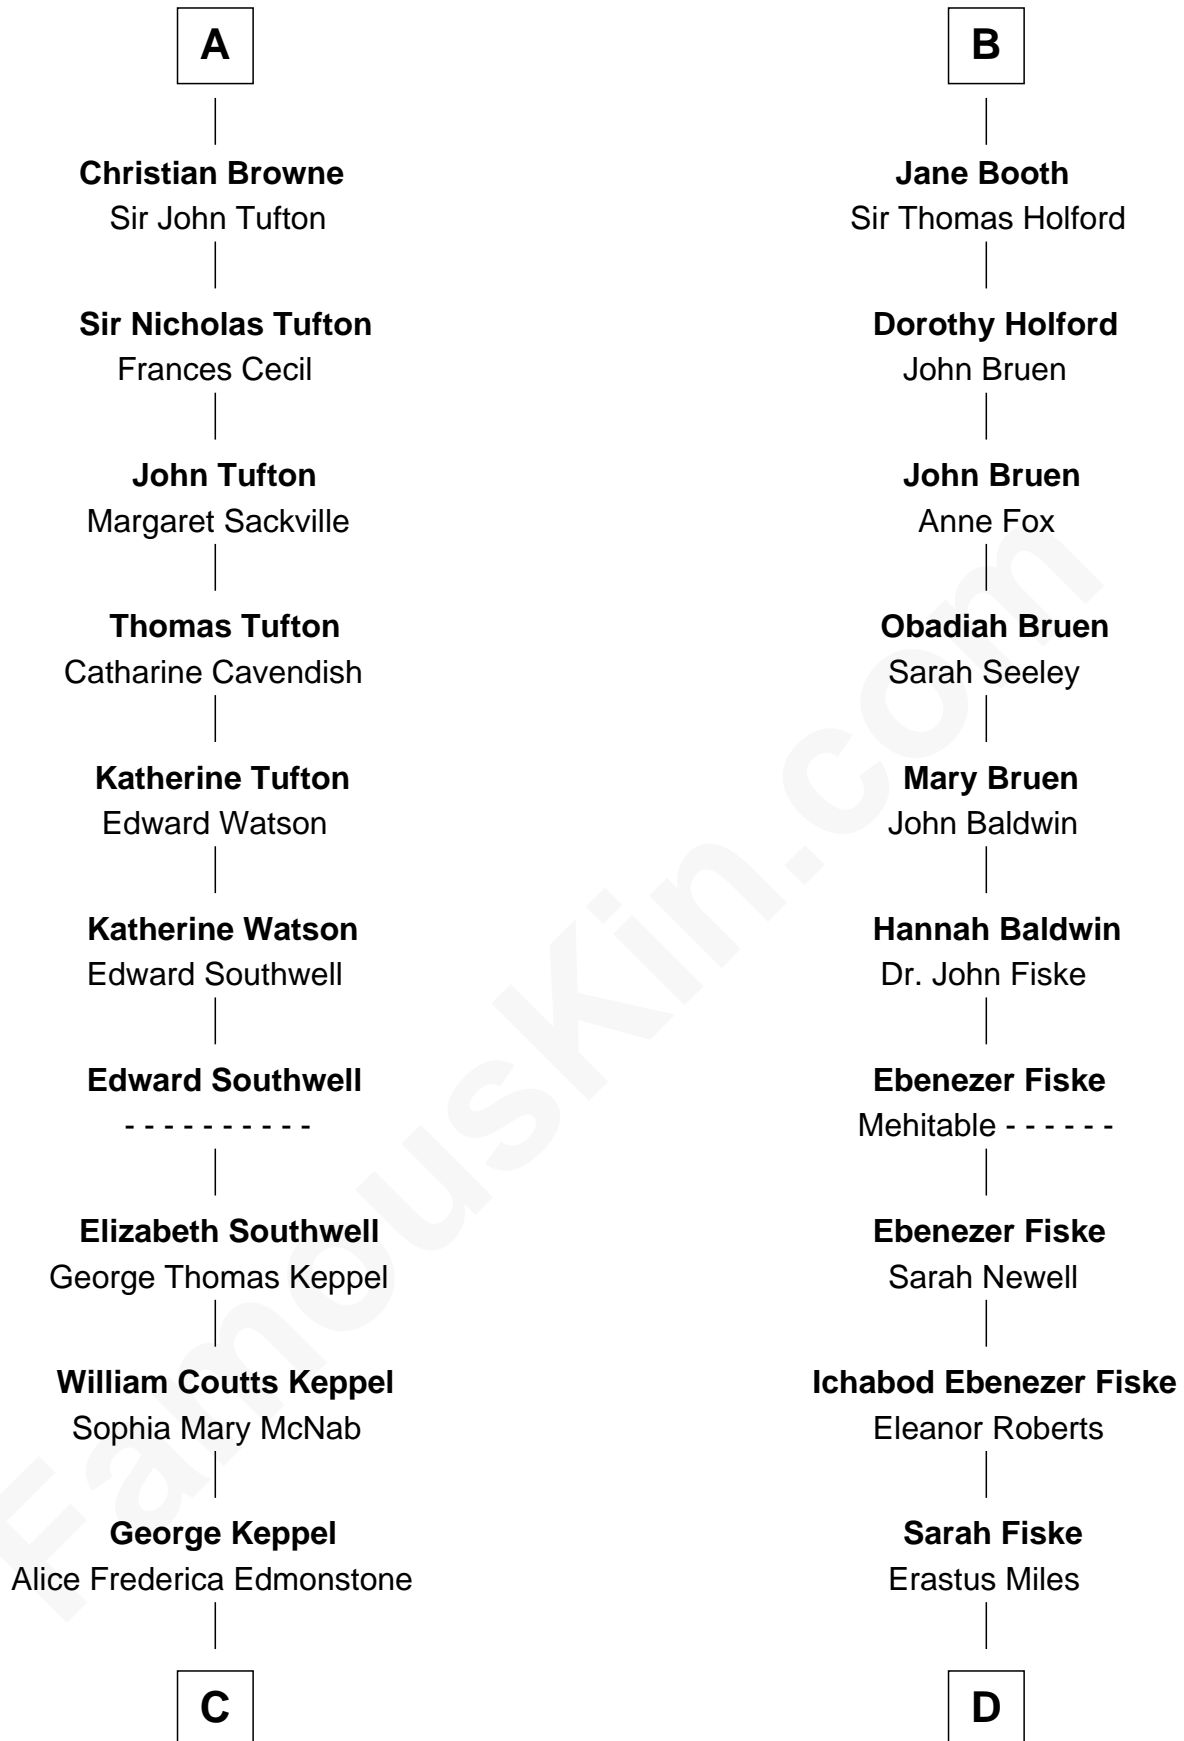 A
Christian Browne
Sir John Tufton
Sir Nicholas Tufton
Frances Cecil
John Tufton
Margaret Sackville
Thomas Tufton
Catharine Cavendish
Katherine Tufton
Edward Watson
Katherine Watson
Edward Southwell
Edward Southwell
- - - - - - - - - -
Elizabeth Southwell
George Thomas Keppel
William Coutts Keppel
Sophia Mary McNab
George Keppel
Alice Frederica Edmonstone
C
B
Jane Booth
Sir Thomas Holford
Dorothy Holford
John Bruen
John Bruen
Anne Fox
Obadiah Bruen
Sarah Seeley
Mary Bruen
John Baldwin
Hannah Baldwin
Dr. John Fiske
Ebenezer Fiske
Mehitable - - - - - -
Ebenezer Fiske
Sarah Newell
Ichabod Ebenezer Fiske
Eleanor Roberts
Sarah Fiske
Erastus Miles
D
FamousKin.com